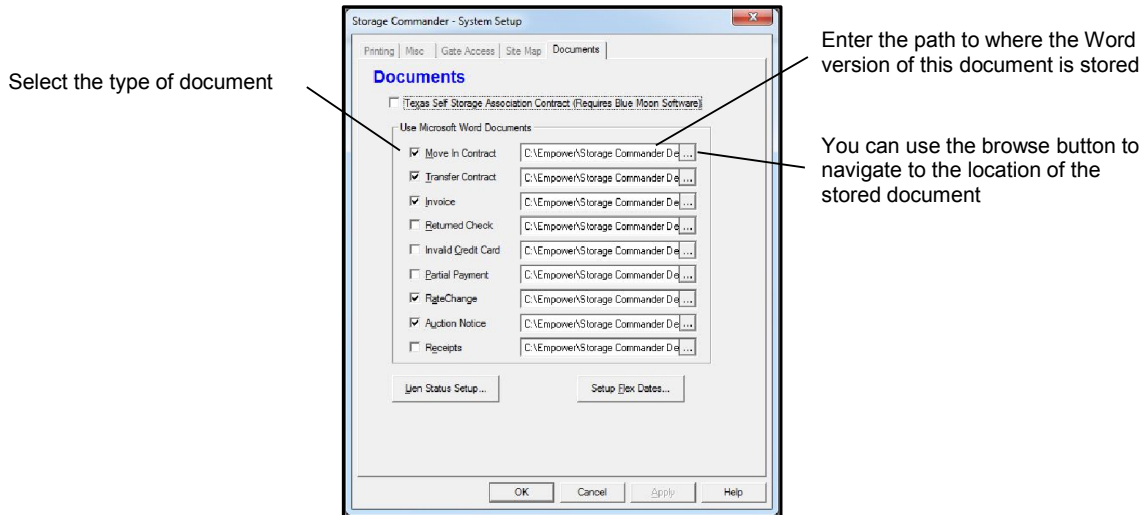 Storage Commander - System Setup
Printing Misc Gate Access Site Map Documents
Documents
Texas Self Storage Association Contract (Requires Blue Moon Software)
Use Microsoft Word Documents
Move In Contract C:\Empower\Storage Commander De ...
Transfer Contract C:\Empower\Storage Commander De ...
Invoice C:\Empower\Storage Commander De ...
Returned Check C:\Empower\Storage Commander De ...
Invalid Credit Card C:\Empower\Storage Commander De ...
Partial Payment C:\Empower\Storage Commander De ...
RateChange C:\Empower\Storage Commander De ...
Auction Notice C:\Empower\Storage Commander De ...
Receipts C:\Empower\Storage Commander De ...
Lien Status Setup... Setup Flex Dates...
OK Cancel Apply Help
Select the type of document
Enter the path to where the Word
version of this document is stored
You can use the browse button to
navigate to the location of the
stored document